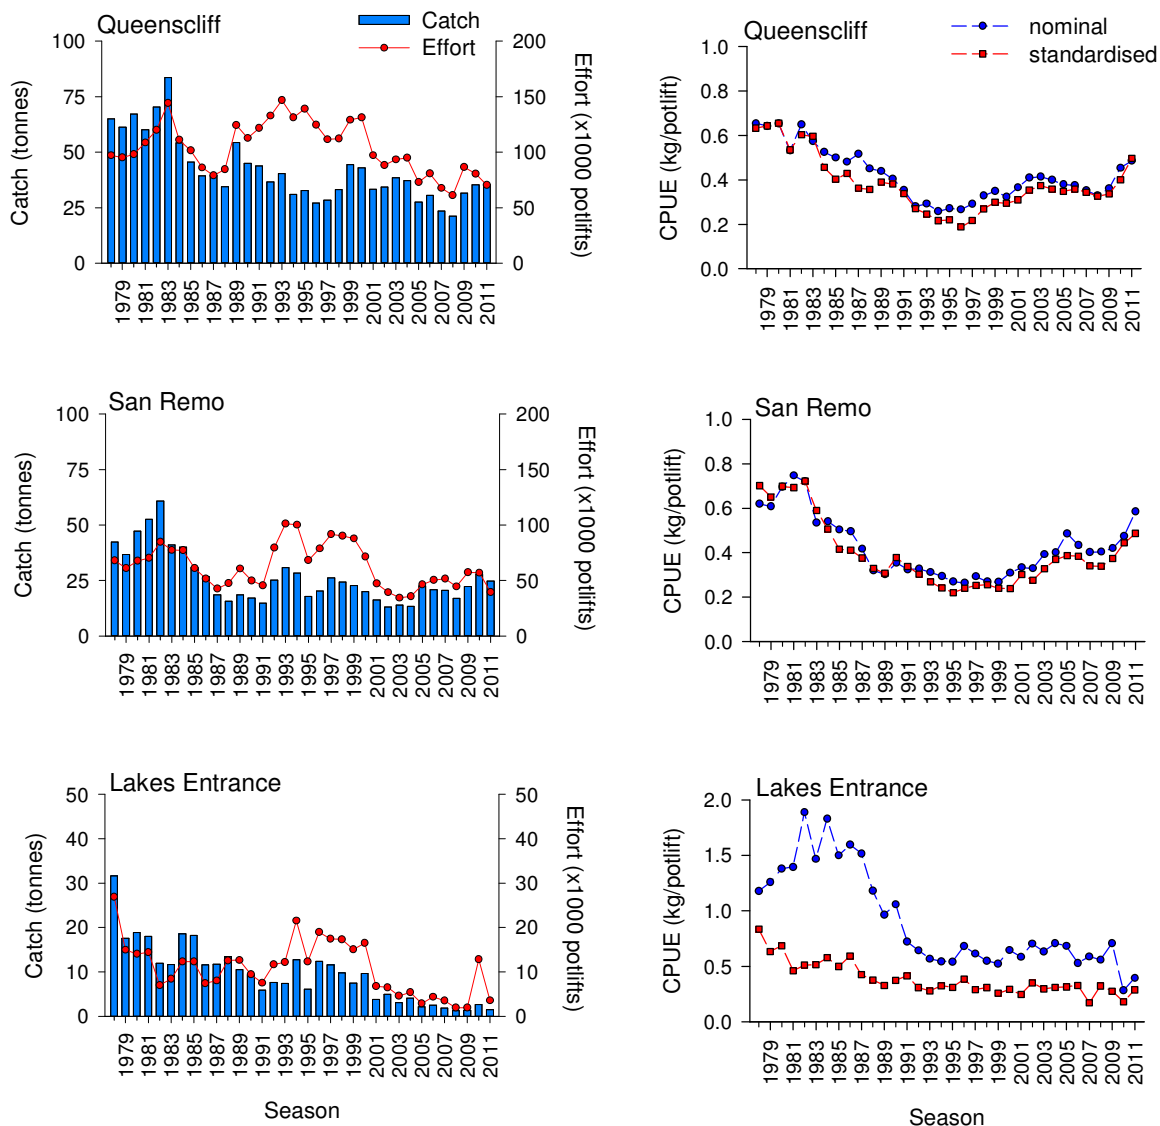 Queenscliff
Catch
Effort
100
75
50
25
0
200
150
100
50
0
Catch (tonnes)
Effort (x1000 potlifts)
1979 1981 1983 1985 1987 1989 1991 1993 1995 1997 1999 2001 2003 2005 2007 2009 2011
Queenscliff
nominal
standardised
1.0
0.8
0.6
0.4
0.2
0.0
CPUE (kg/potlift)
1979 1981 1983 1985 1987 1989 1991 1993 1995 1997 1999 2001 2003 2005 2007 2009 2011
San Remo
100
75
50
25
0
200
150
100
50
0
Catch (tonnes)
Effort (x1000 potlifts)
1979 1981 1983 1985 1987 1989 1991 1993 1995 1997 1999 2001 2003 2005 2007 2009 2011
San Remo
1.0
0.8
0.6
0.4
0.2
0.0
CPUE (kg/potlift)
1979 1981 1983 1985 1987 1989 1991 1993 1995 1997 1999 2001 2003 2005 2007 2009 2011
Lakes Entrance
50
40
30
20
10
0
50
40
30
20
10
0
Catch (tonnes)
Effort (x1000 potlifts)
1979 1981 1983 1985 1987 1989 1991 1993 1995 1997 1999 2001 2003 2005 2007 2009 2011
Season
Lakes Entrance
2.0
1.5
1.0
0.5
0.0
CPUE (kg/potlift)
1979 1981 1983 1985 1987 1989 1991 1993 1995 1997 1999 2001 2003 2005 2007 2009 2011
Season